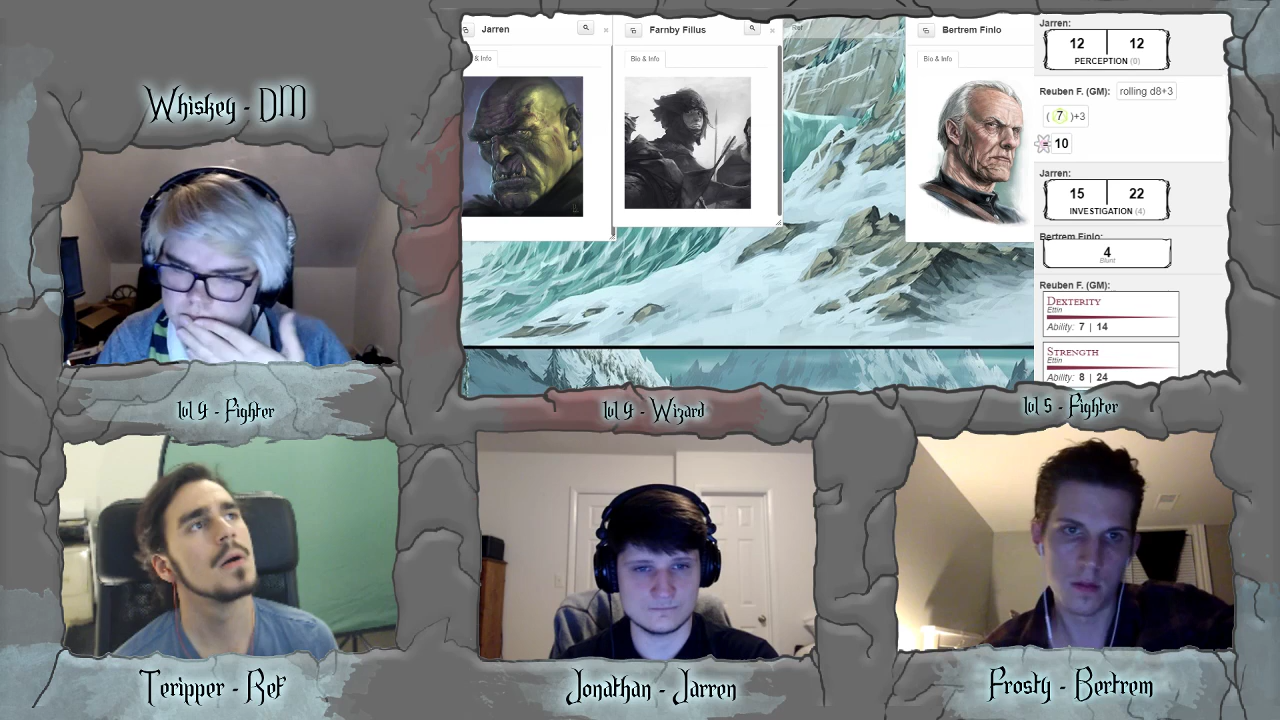 Whiskey - DM
Jarren
& Info
Farnby Fillus
Bio & Info
Ref
Bertrem Finlo
Bio & Info
Jarren:
12 | 12
PERCEPTION (0)
Reuben F. (GM): rolling d8+3
( 7 )+3
= 10
Jarren:
15 | 22
INVESTIGATION (4)
Bertrem Finlo:
4
Blunt
Reuben F. (GM):
DEXTERITY
Ettin
Ability: 7 | 14
STRENGTH
Ettin
Ability: 8 | 24
lvl 9 - Fighter
lvl 9 - Wizard
lvl 5 - Fighter
Teripper - Ref
Jonathan - Jarren
Frosty - Bertrem